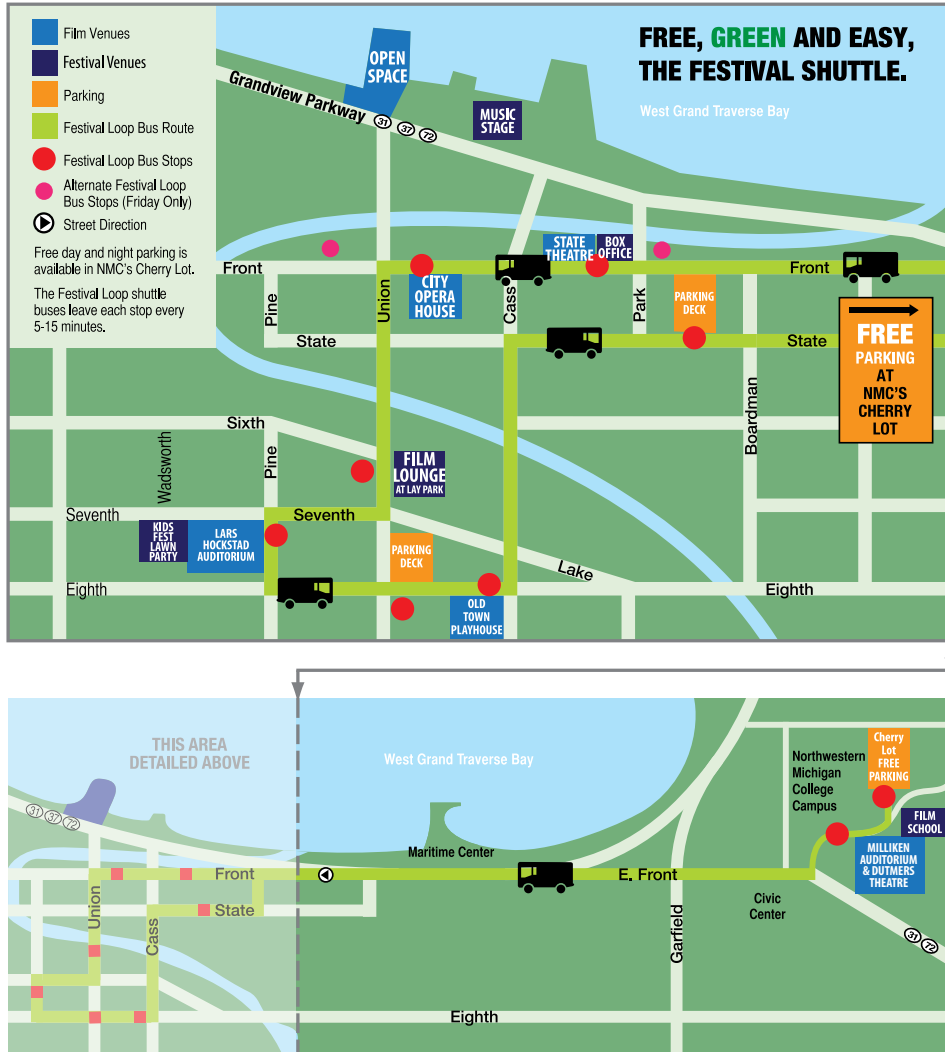 Film Venues
Festival Venues
Parking
Festival Loop Bus Route
Festival Loop Bus Stops
Alternate Festival Loop
Bus Stops (Friday Only)
Street Direction
Free day and night parking is
available in NMC's Cherry Lot.
The Festival Loop shuttle
buses leave each stop every
5-15 minutes.
FREE, GREEN AND EASY,
THE FESTIVAL SHUTTLE.
West Grand Traverse Bay
OPEN
SPACE
Grandview Parkway
31 37 72
MUSIC
STAGE
STATE
THEATRE
BOX
OFFICE
Front
Front
CITY
OPERA
HOUSE
Pine
Union
Cass
Park
PARKING
DECK
State
State
FREE
PARKING
AT
NMC'S
CHERRY
LOT
Sixth
Wadsworth
Pine
Boardman
FILM
LOUNGE
AT LAY PARK
Seventh
Seventh
KIDS
FEST
LAWN
PARTY
LARS
HOCKSTAD
AUDITORIUM
PARKING
DECK
Lake
Eighth
Eighth
OLD
TOWN
PLAYHOUSE
THIS AREA
DETAILED ABOVE
West Grand Traverse Bay
31 37 72
Northwestern
Michigan
College
Campus
Cherry
Lot
FREE
PARKING
FILM
SCHOOL
MILLIKEN
AUDITORIUM
& DUTMERS
THEATRE
Maritime Center
Front
E. Front
Union
State
Cass
Civic
Center
Garfield
31 72
Eighth